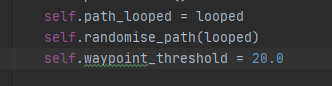 self.path_looped = looped
self.randomise_path(looped)
self.waypoint_threshold = 20.0